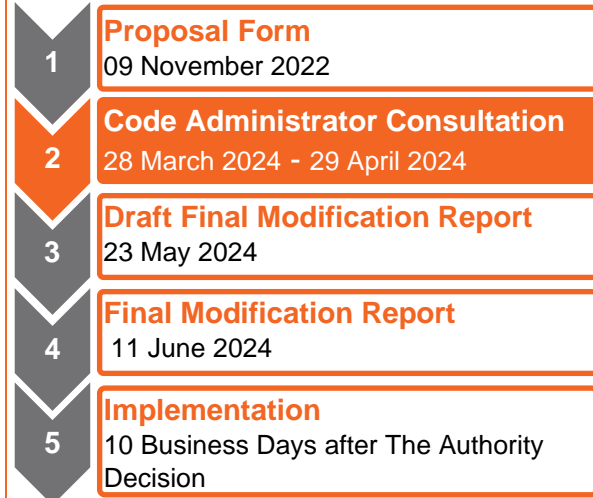 1
Proposal Form
09 November 2022
2
Code Administrator Consultation
28 March 2024 - 29 April 2024
3
Draft Final Modification Report
23 May 2024
4
Final Modification Report
11 June 2024
5
Implementation
10 Business Days after The Authority
Decision